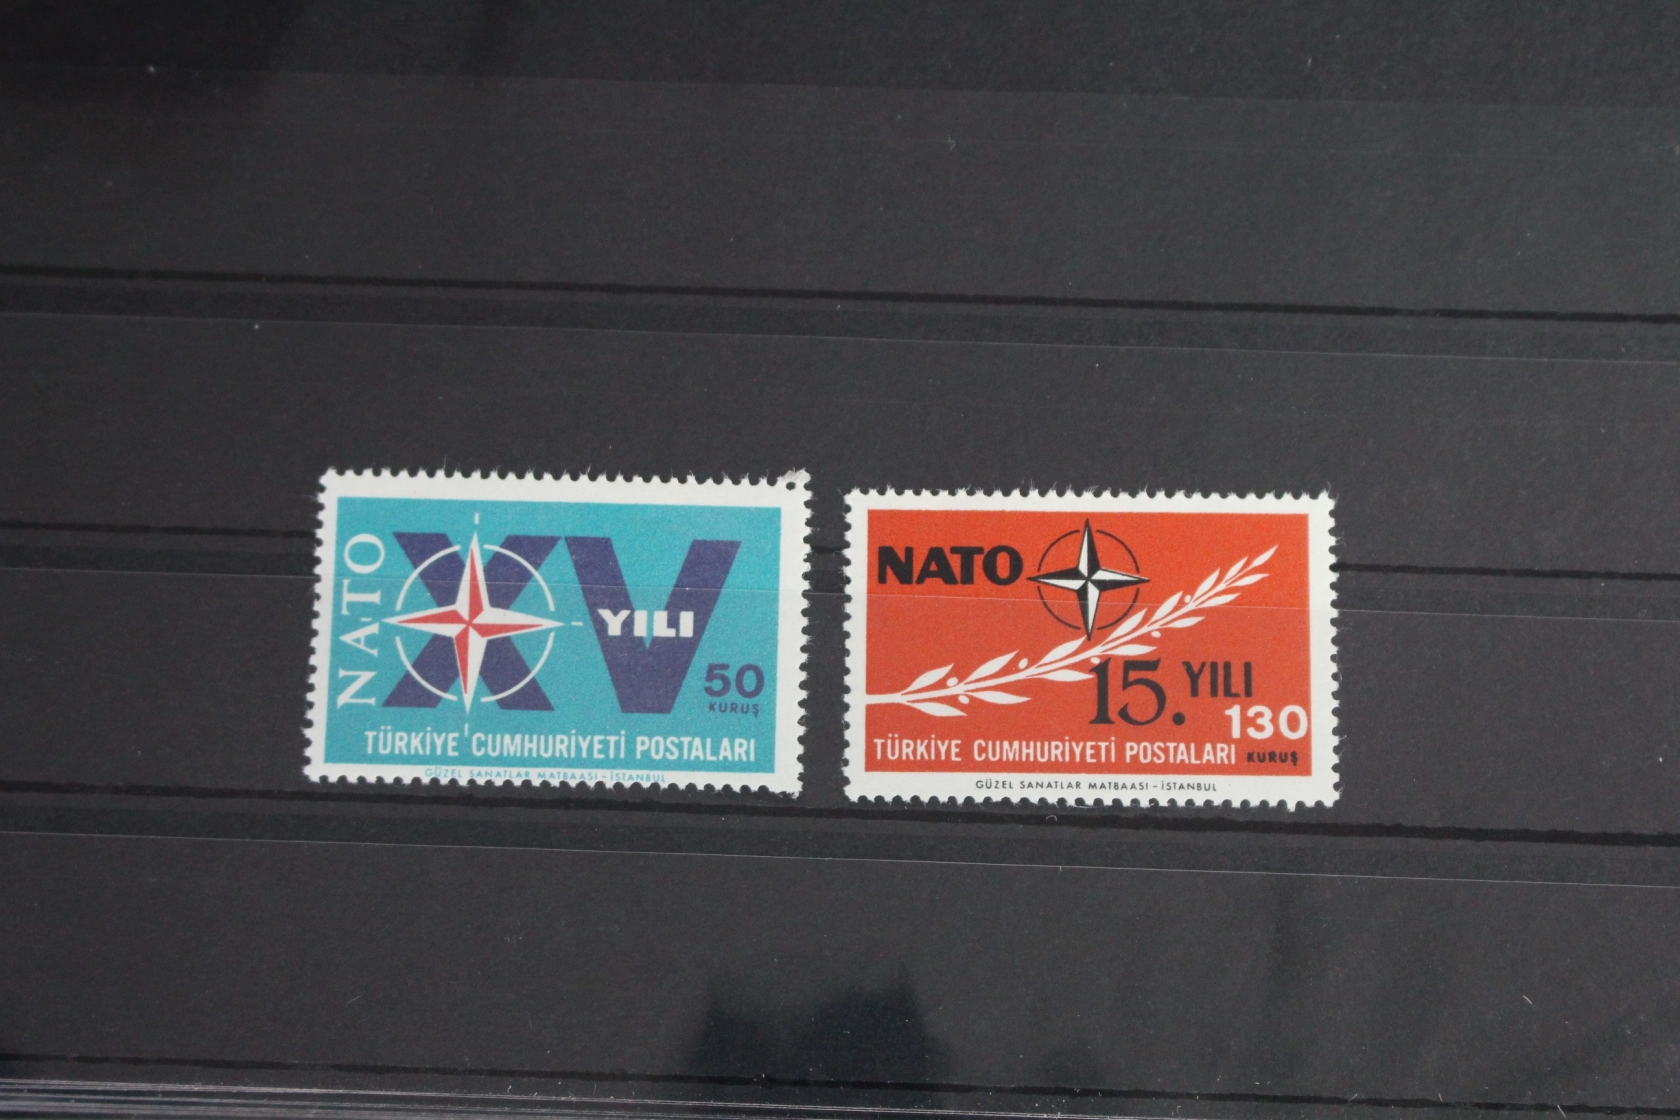 NATO
XV
YILI
50
KURUŞ
TÜRKİYE CUMHURİYETİ POSTALARI
GÜZEL SANATLAR MATBAASI - İSTANBUL
NATO
15. YILI
130
TÜRKİYE CUMHURİYETİ POSTALARI KURUŞ
GÜZEL SANATLAR MATBAASI - İSTANBUL